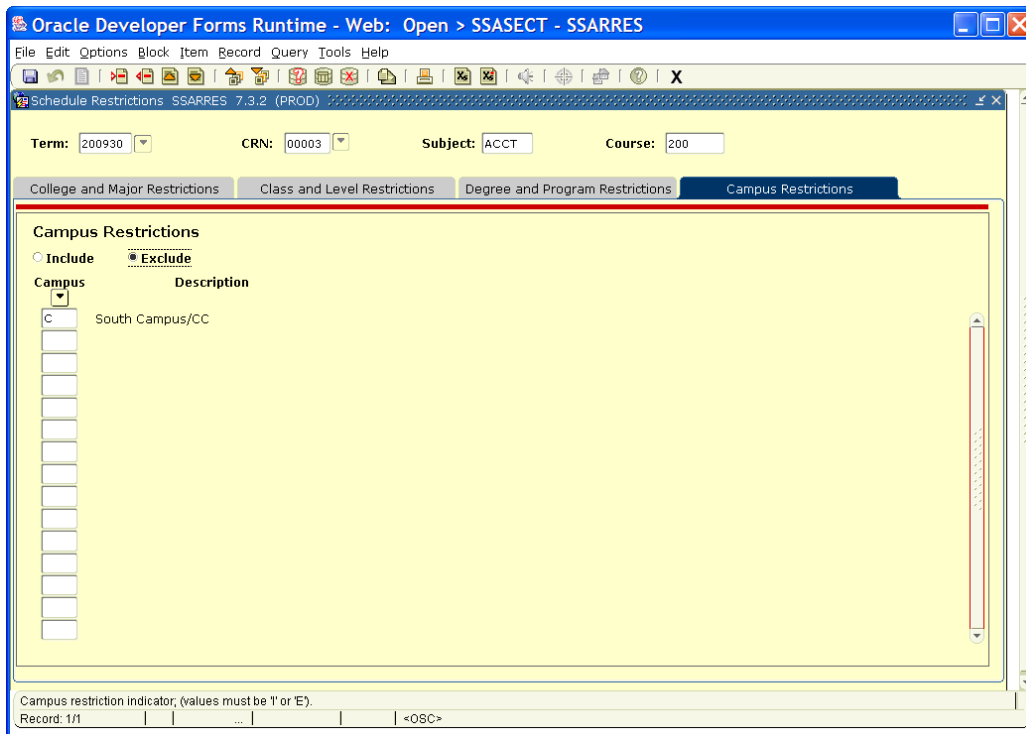 Oracle Developer Forms Runtime - Web: Open > SSASECT - SSARRES
File Edit Options Block Item Record Query Tools Help
X
Schedule Restrictions SSARRES 7.3.2 (PROD)
Term: 200930 CRN: 00003 Subject: ACCT Course: 200
College and Major Restrictions Class and Level Restrictions Degree and Program Restrictions Campus Restrictions
Campus Restrictions
Include Exclude
Campus Description
C South Campus/CC
Campus restriction indicator; (values must be 'I' or 'E').
Record: 1/1 ... <OSC>